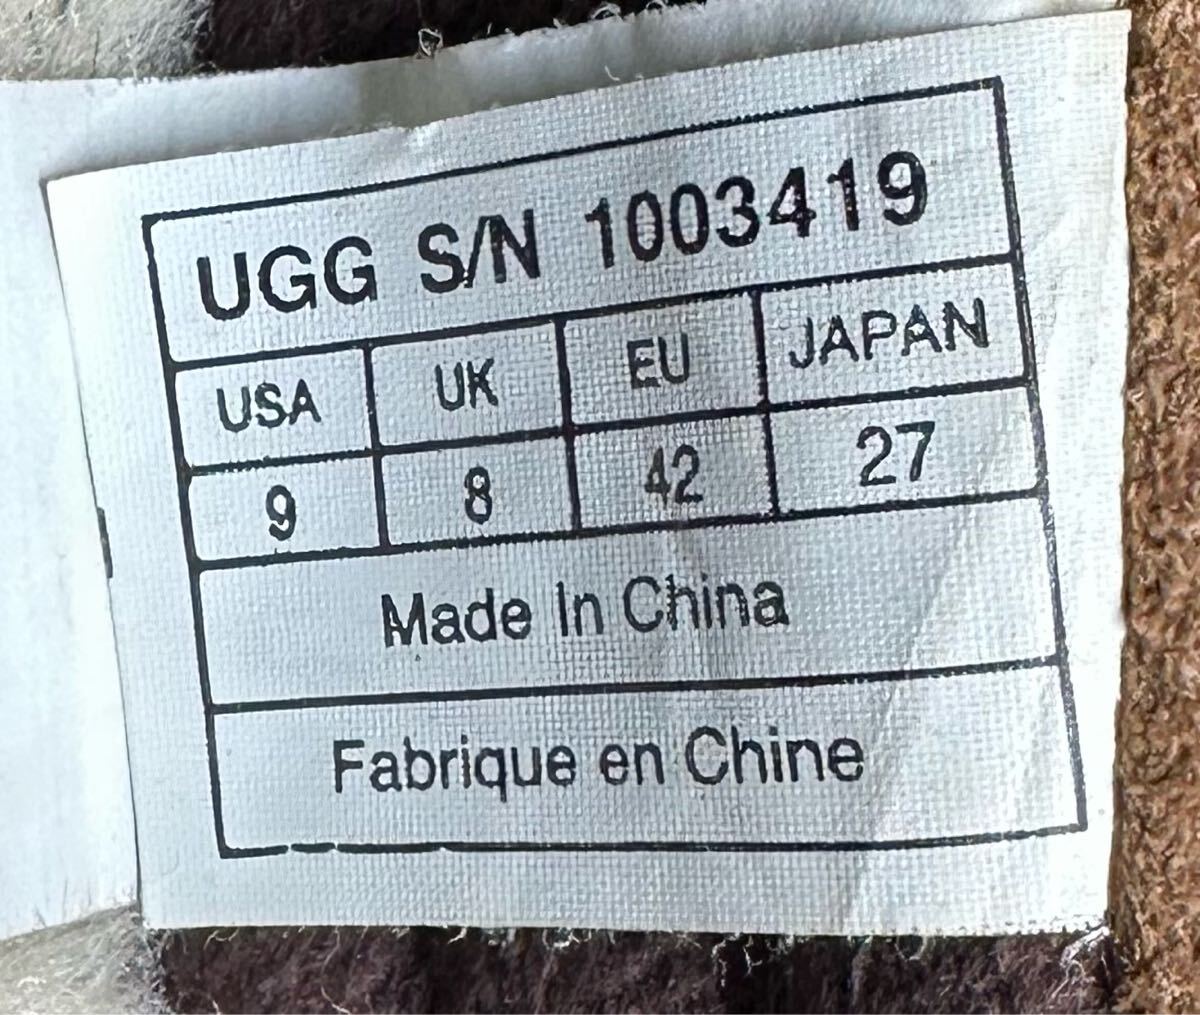 UGG S/N 1003419
USA UK EU JAPAN
9 8 42 27
Made In China
Fabrique en Chine